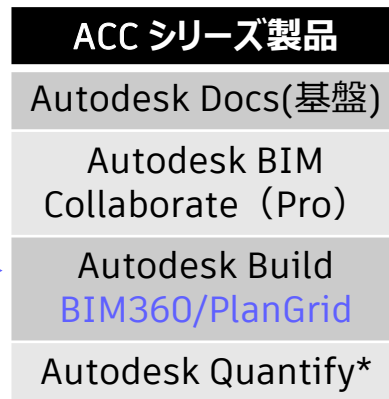 ACC シリーズ製品
Autodesk Docs(基盤)
Autodesk BIM
Collaborate（Pro）
Autodesk Build
BIM360/PlanGrid
Autodesk Quantify*